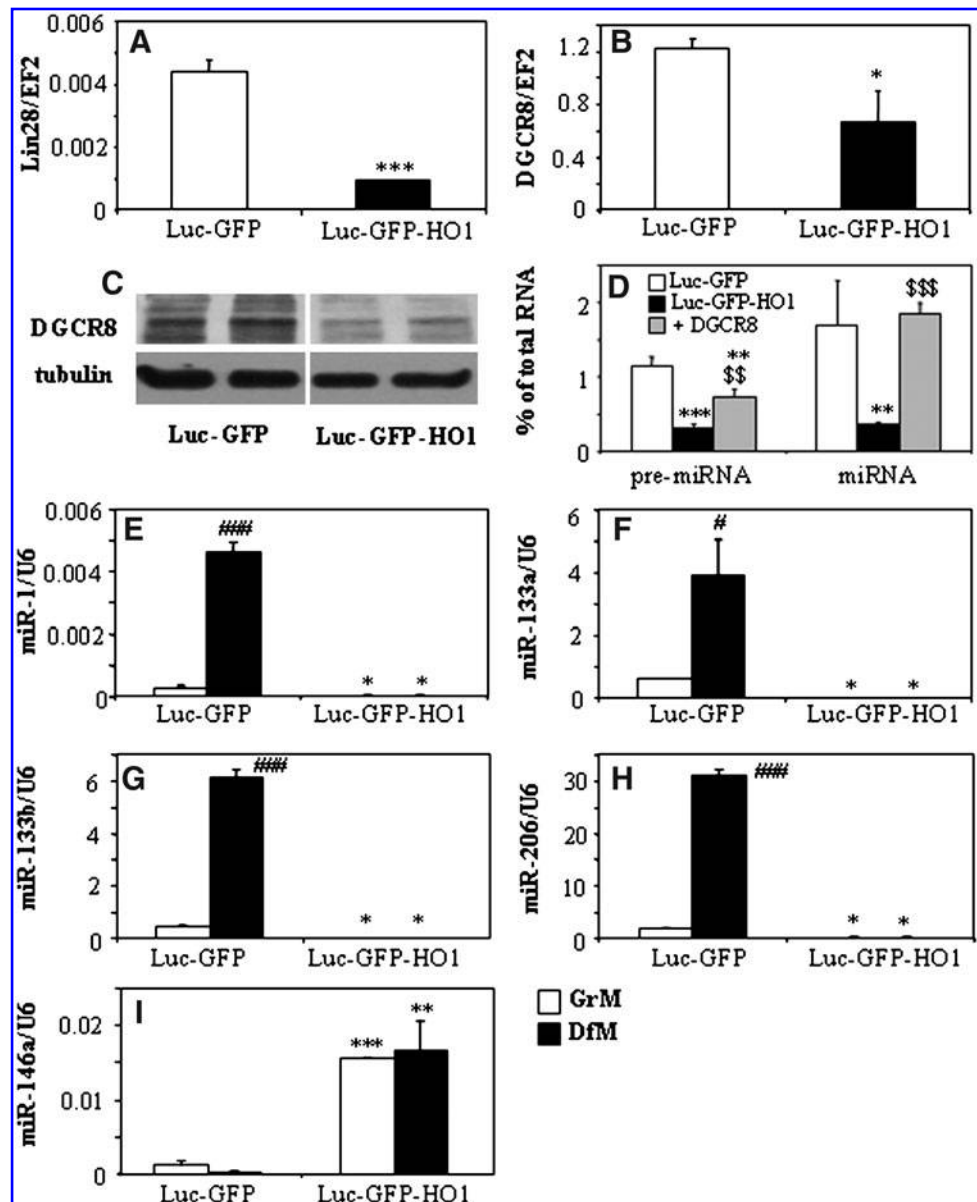 A
Lin28/EF2
0.006
0.004
0.002
0
***
Luc-GFP
Luc-GFP-HO1
B
DGCR8/EF2
1.2
0.8
0.4
0
*
Luc-GFP
Luc-GFP-HO1
C
DGCR8
tubulin
Luc-GFP
Luc-GFP-HO1
D
% of total RNA
2
1
0
Luc-GFP
Luc-GFP-HO1
+ DGCR8
***
**
$$
**
$$$
pre-miRNA
miRNA
E
miR-1/U6
0.006
0.004
0.002
0
###
* *
Luc-GFP
Luc-GFP-HO1
F
miR-133a/U6
6
4
2
0
#
* *
Luc-GFP
Luc-GFP-HO1
G
miR-133b/U6
6
4
2
0
###
* *
Luc-GFP
Luc-GFP-HO1
H
miR-206/U6
30
20
10
0
###
* *
Luc-GFP
Luc-GFP-HO1
I
miR-146a/U6
0.02
0.01
0
***
**
Luc-GFP
Luc-GFP-HO1
GrM
DfM